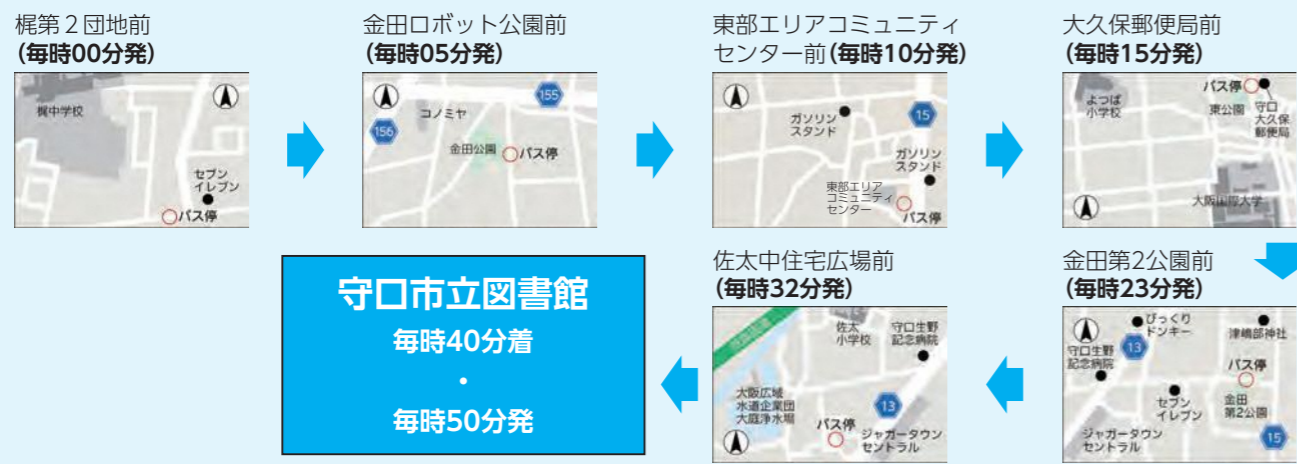 梶第2団地前
(毎時00分発)
梶中学校
セブン
イレブン
バス停
金田ロボット公園前
(毎時05分発)
155
156
コノミヤ
金田公園
バス停
東部エリアコミュニティ
センター前(毎時10分発)
ガソリン
スタンド
15
ガソリン
スタンド
東部エリア
コミュニティ
センター
バス停
大久保郵便局前
(毎時15分発)
バス停
よつば
小学校
東公園
守口
大久保
郵便局
大阪国際大学
金田第2公園前
(毎時23分発)
びっくり
ドンキー
津嶋部神社
13
守口生野
記念病院
バス停
セブン
イレブン
金田
第2公園
ジャガータウン
セントラル
15
佐太中住宅広場前
(毎時32分発)
佐太
小学校
守口生野
記念病院
大阪広域
水道企業団
大庭浄水場
13
バス停
ジャガータウン
セントラル
守口市立図書館
毎時40分着
・
毎時50分発